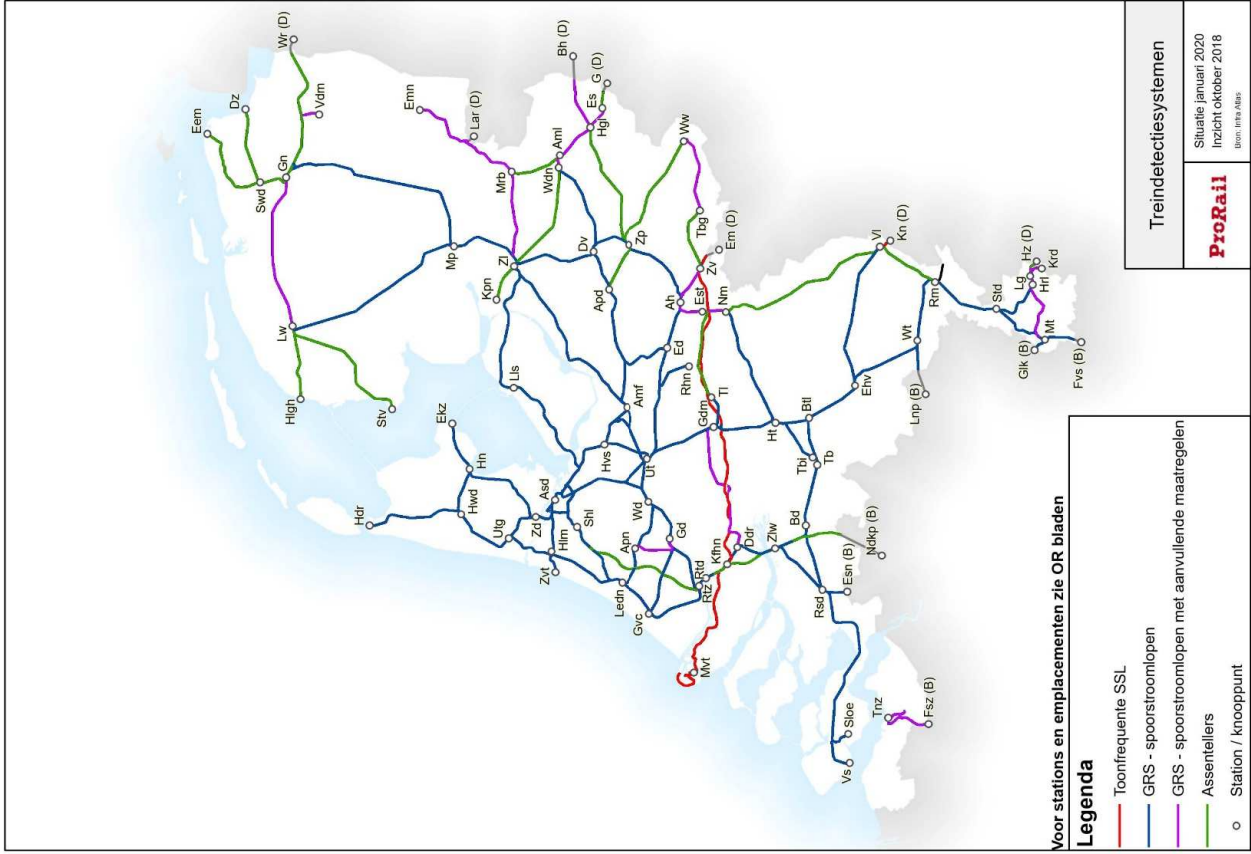 Treindetectiesystemen
ProRail
Situatie januari 2020
Inzicht oktober 2018
Bron: Infra Atlas
Voor stations en emplacementen zie OR bladen
Legenda
Toonfrequente SSL
GRS - spoorstroomlopen
GRS - spoorstroomlopen met aanvullende maatregelen
Assentellers
Station / knooppunt
Eem
Dz
Wr (D)
Swd
Gn
Vdm
Lw
Hlgh
Stv
Emn
Lar (D)
Mp
Mrb
Zl
Kpn
Aml
Wdn
Bh (D)
G (D)
Es
Hgl
Hdr
Ekz
Hn
Hwd
Lls
Dv
Apd
Zp
Ww
Utg
Zd
Asd
Hlm
Zvt
Shl
Hvs
Amf
Ut
Wd
Apn
Gd
Ledn
Gvc
Ed
Rhn
Ah
Tbg
Zv
Em (D)
Est
Nm
Rtd
Rtz
Kfhn
Ddr
Gdm
Tl
Mvt
Zlw
Ht
Btl
Tbi
Tb
Bd
Rsd
Esn (B)
Ndkp (B)
Ehv
Vl
Kn (D)
Wt
Lnp (B)
Rm
Sloe
Vs
Tnz
Fsz (B)
Std
Lg
Hz (D)
Hrl
Krd
Mt
Glk (B)
Fvs (B)